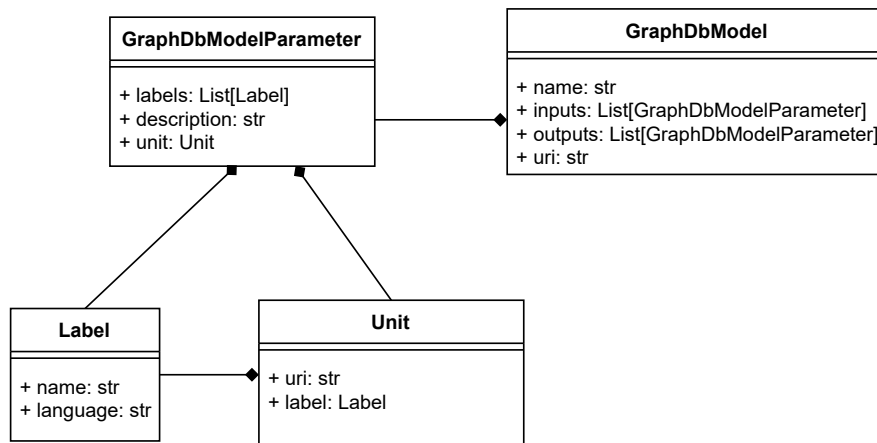 GraphDbModelParameter
+ labels: List[Label]
+ description: str
+ unit: Unit
GraphDbModel
+ name: str
+ inputs: List[GraphDbModelParameter]
+ outputs: List[GraphDbModelParameter]
+ uri: str
Label
+ name: str
+ language: str
Unit
+ uri: str
+ label: Label